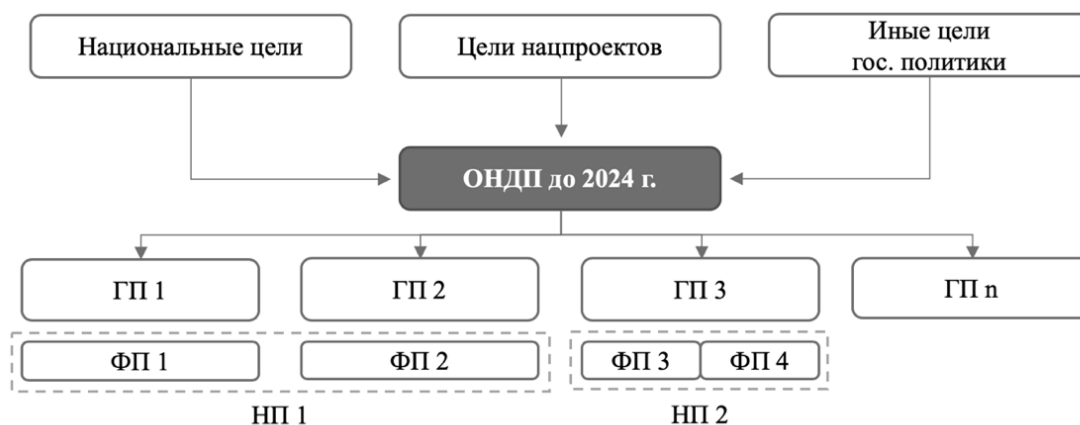 Национальные цели
Цели нацпроектов
Иные цели
гос. политики
ОНДП до 2024 г.
ГП 1
ГП 2
ГП 3
ГП n
ФП 1
ФП 2
ФП 3
ФП 4
НП 1
НП 2